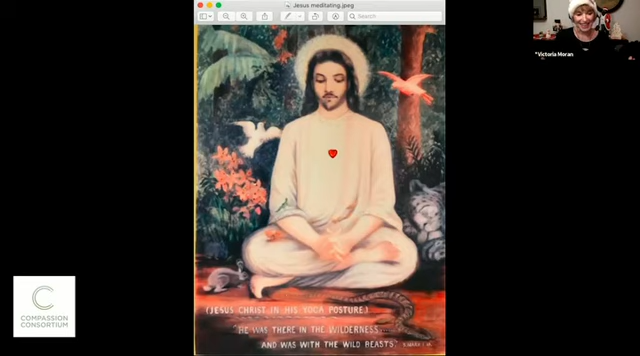 Jesus meditating.jpeg
Search
Victoria Moran
(JESUS CHRIST IN HIS YOGA POSTURE)
"HE WAS THERE IN THE WILDERNESS,
AND WAS WITH THE WILD BEASTS"
C
COMPASSION
CONSORTIUM